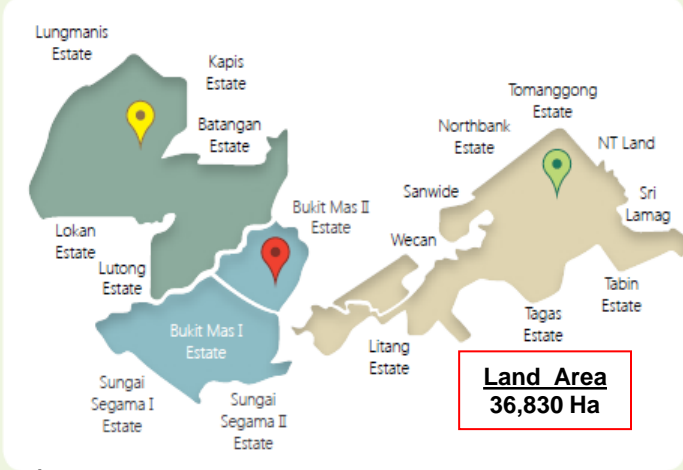 Lungmanis
Estate
Kapis
Estate
Batangan
Estate
Lokan
Estate
Lutong
Estate
Bukit Mas II
Estate
Bukit Mas I
Estate
Sungai
Segama I
Estate
Sungai
Segama II
Estate
Tomanggong
Estate
Northbank
Estate
NT Land
Sanwide
Sri
Lamag
Wecan
Tabin
Estate
Tagas
Estate
Litang
Estate
Land Area
36,830 Ha